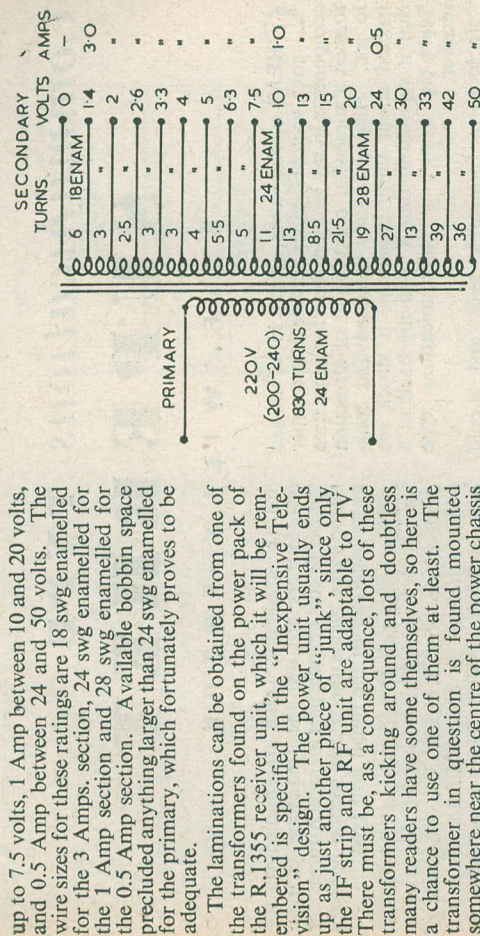 up to 7.5 volts, 1 Amp between 10 and 20 volts,
and 0.5 Amp between 24 and 50 volts. The
wire sizes for these ratings are 18 swg enamelled
for the 3 Amps. section, 24 swg enamelled for
the 1 Amp section and 28 swg enamelled for
the 0.5 Amp section. Available bobbin space
precluded anything larger than 24 swg enamelled
for the primary, which fortunately proves to be
adequate.
The laminations can be obtained from one of
the transformers found on the power pack of
the R.1355 receiver unit, which it will be rem-
embered is specified in the "Inexpensive Tele-
vision" design. The power unit usually ends
up as just another piece of "junk", since only
the IF strip and RF unit are adaptable to TV.
There must be, as a consequence, lots of these
transformers kicking around and doubtless
many readers have some themselves, so here is
a chance to use one of them at least. The
transformer in question is found mounted
somewhere near the centre of the power chassis
SECONDARY
TURNS VOLTS AMPS
0 -
6 18 ENAM
1·4 3·0
3 "
2 "
2·5 "
2·6 "
3 "
3·3 "
3 "
4 "
4 "
5 "
5·5 "
6·3 "
5 "
7·5 "
11 24 ENAM
10 1·0
13 "
13 "
8·5 "
15 "
21·5 "
20 "
19 28 ENAM
24 0·5
27 "
30 "
13 "
33 "
39 "
42 "
36 "
50 "
PRIMARY
220V
(200-240)
830 TURNS
24 ENAM